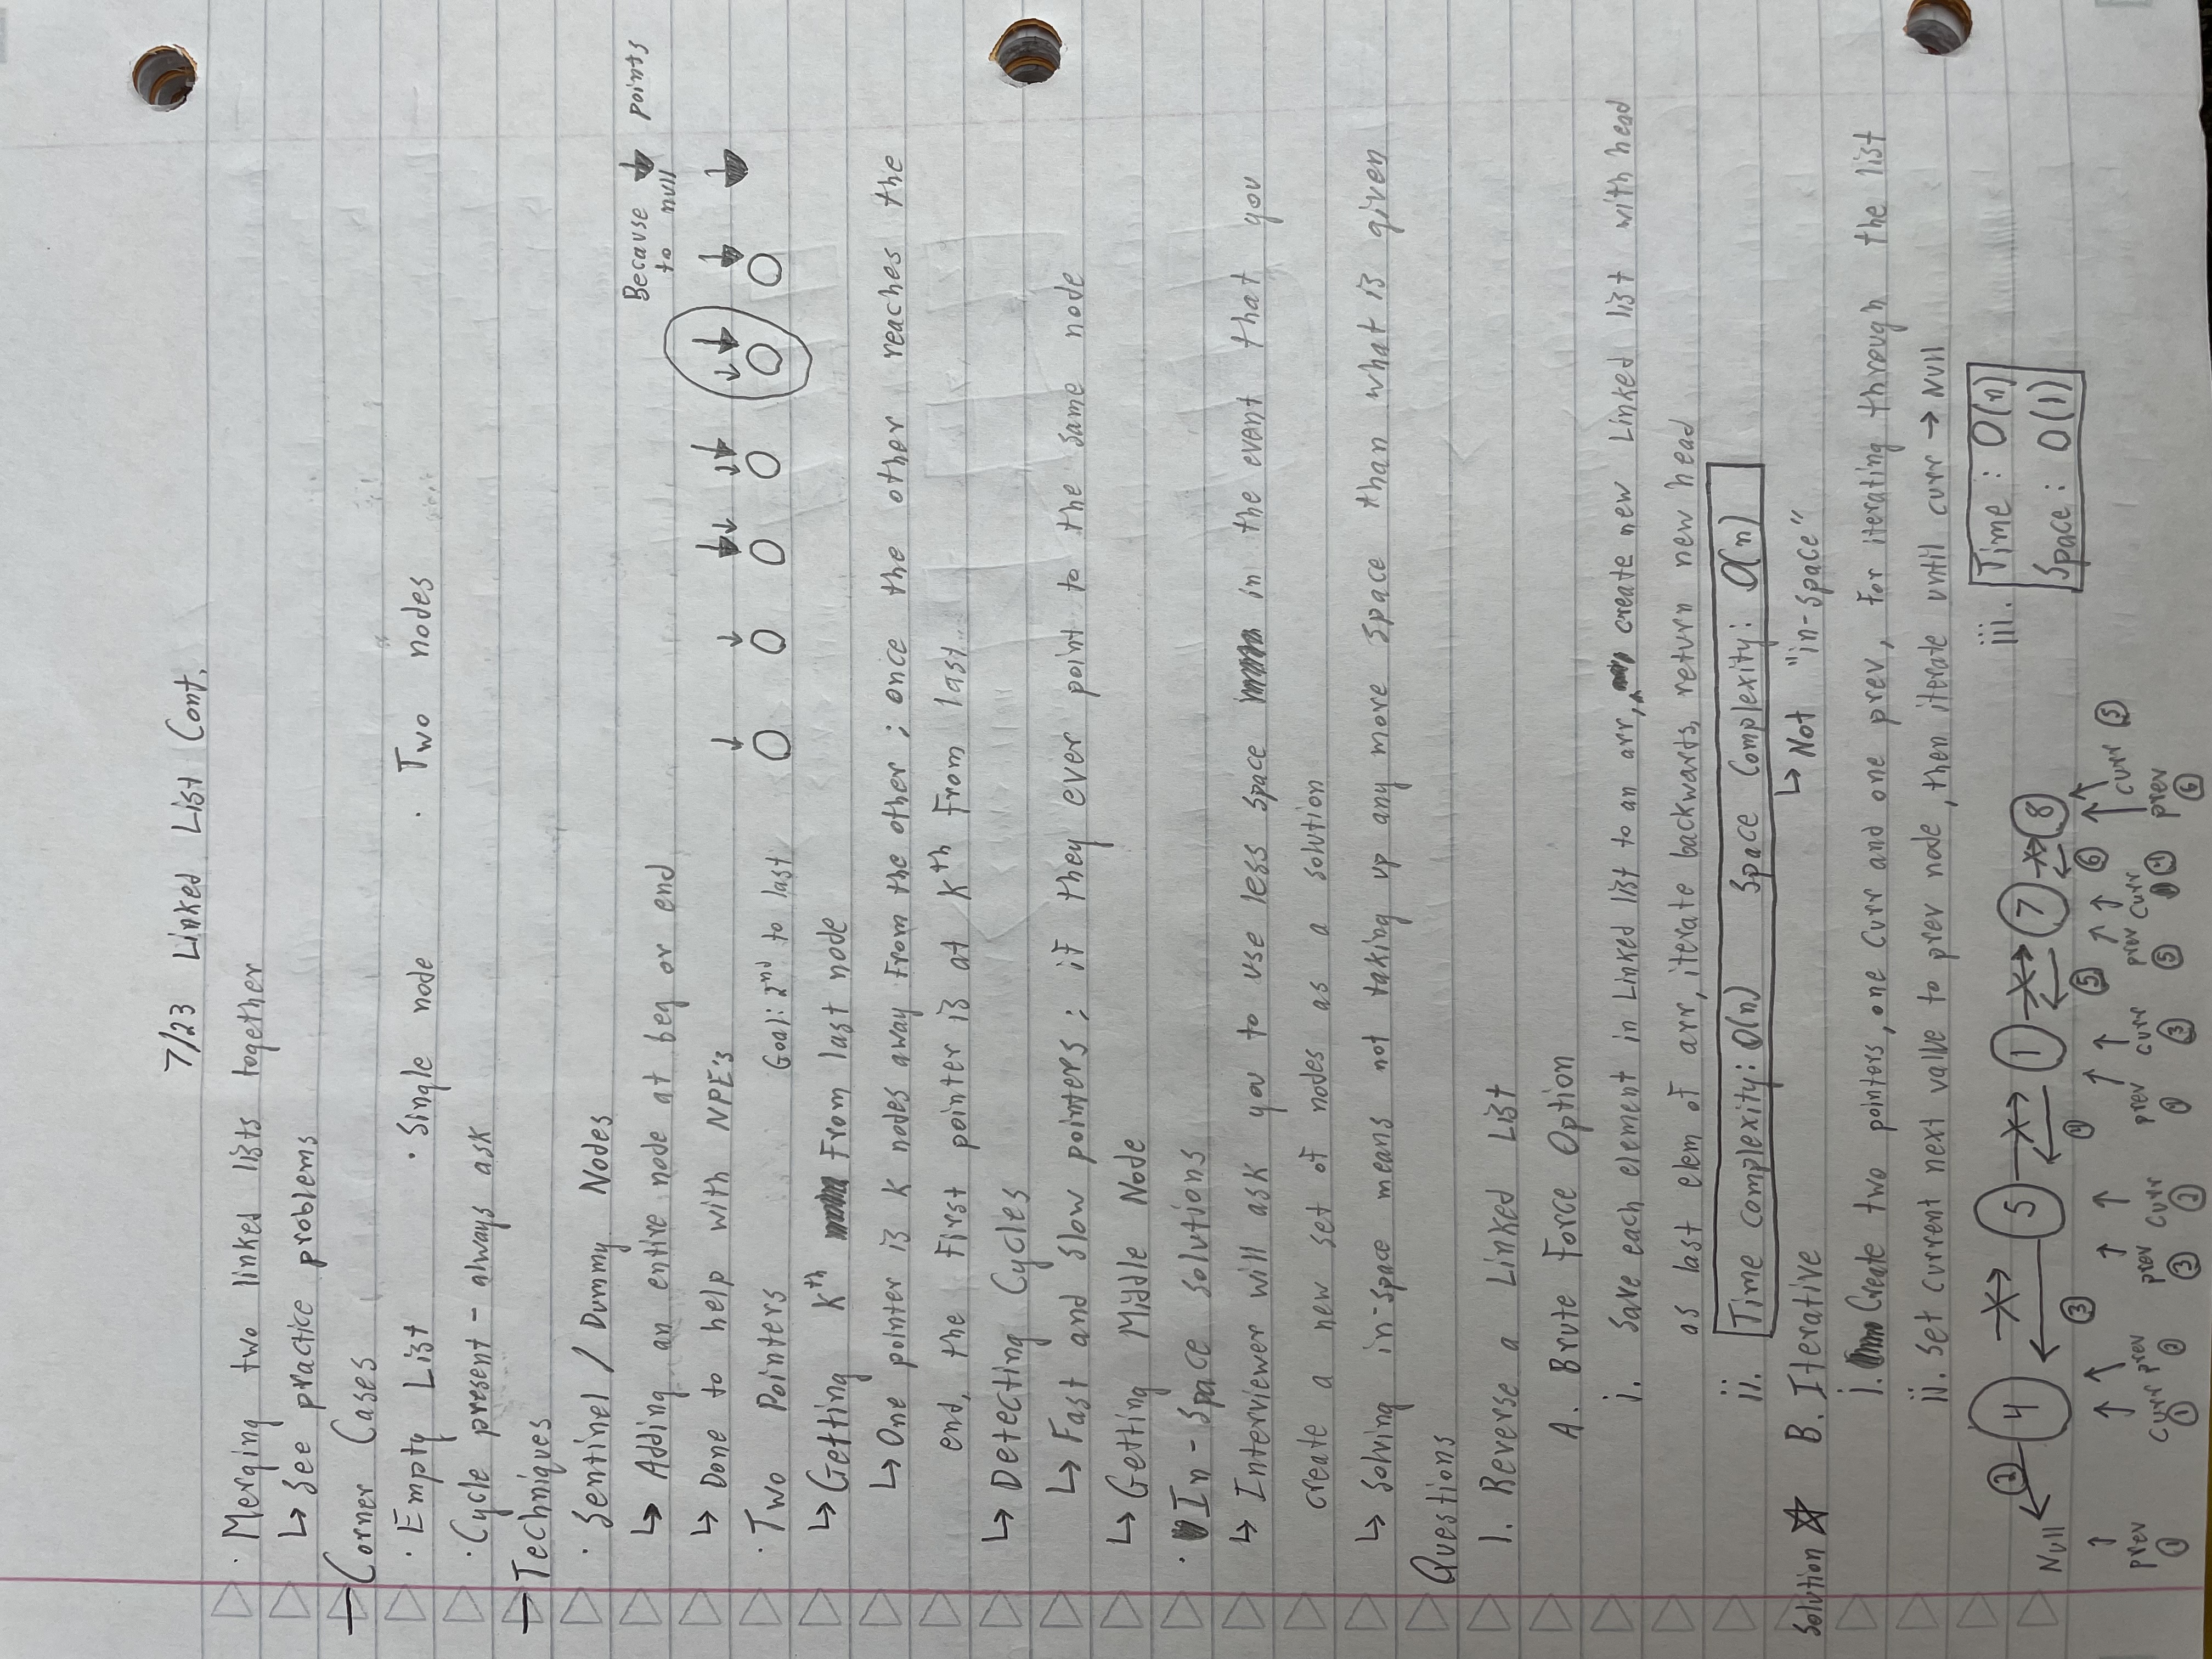 7/23 Linked List Cont.
· Merging two linked lists together
↳ See practice problems
Corner Cases
· Empty List · Single node · Two nodes
· Cycle present - always ask
Techniques
· Sentinel / Dummy Nodes
Because ↓ points
to null
↳ Adding an entire node at beg or end
↳ Done to help with NPE's
· Two Pointers Goal: 2nd to last
↳ Getting Kth From last node
↳ One pointer is K nodes away from the other ; once the other reaches the
end, the First pointer is at Kth From last
↳ Detecting Cycles
↳ Fast and slow pointers ; if they ever point to the same node
↳ Getting Middle Node
· In-Space Solutions
↳ Interviewer will ask you to use less space in the event that you
create a new set of nodes as a solution
↳ Solving in-space means not taking up any more space than what is given
Questions
1. Reverse a Linked List
A. Brute Force Option
i. Save each element in Linked list to an arr, create new Linked list with head
as last elem of arr, iterate backwards, return new head
ii. Time complexity: O(n) Space Complexity: O(n)
↳ Not "in-space"
Solution ☆ B. Iterative
i. Create two pointers, one curr and one prev, for iterating through the list
ii. Set current next value to prev node, then iterate until curr → Null
iii. Time : O(n)
Space : O(1)
Null ② 4 5 1 7 8
③ ④ ⑤ ⑥
prev ① curr ① prev ② prev ③ curr ② prev ④ curr ③ prev ⑤ curr ④ prev ⑥ curr ⑤